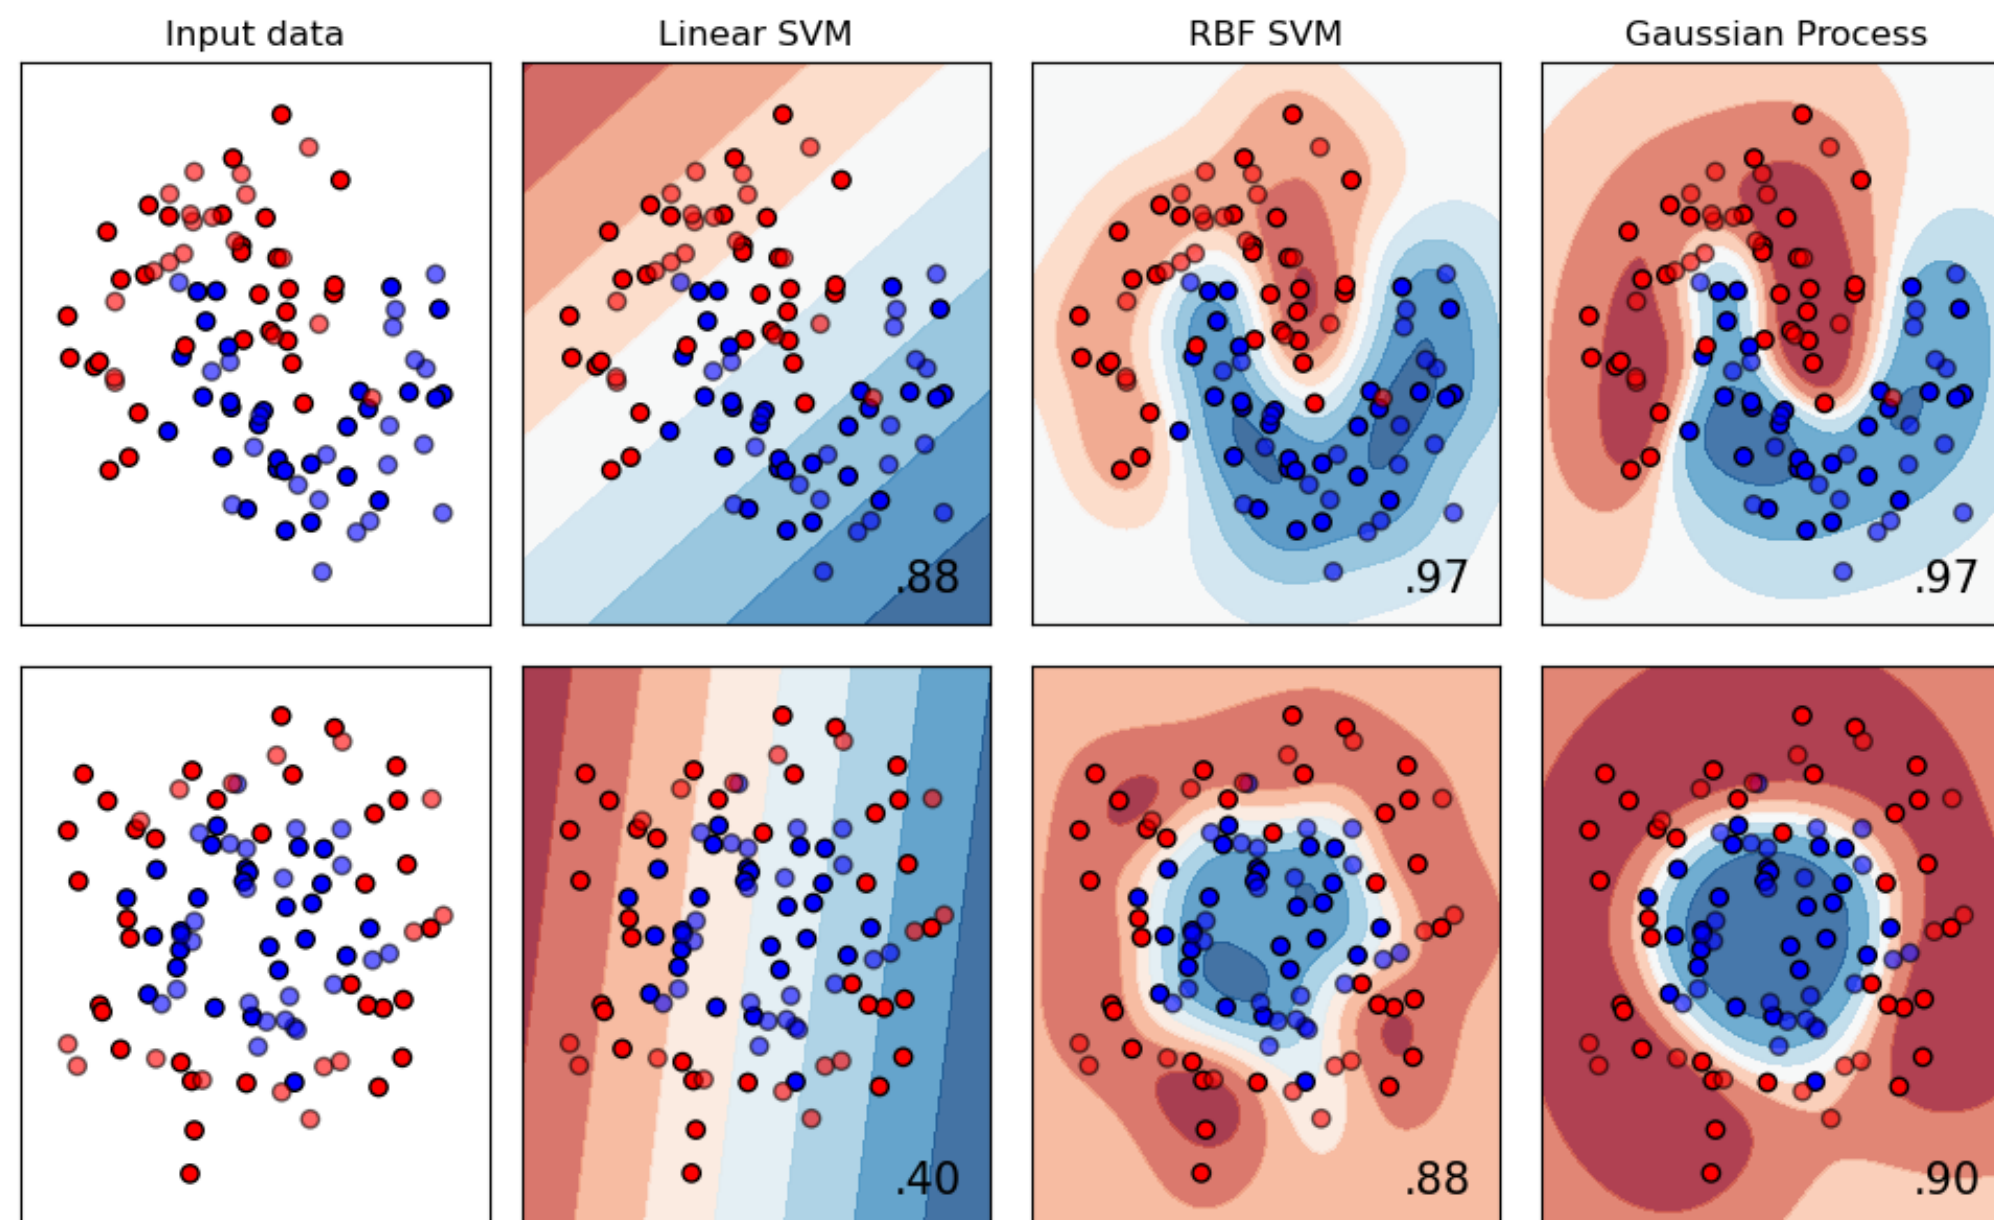 Input data
Linear SVM
RBF SVM
Gaussian Process
.88
.97
.97
.40
.88
.90